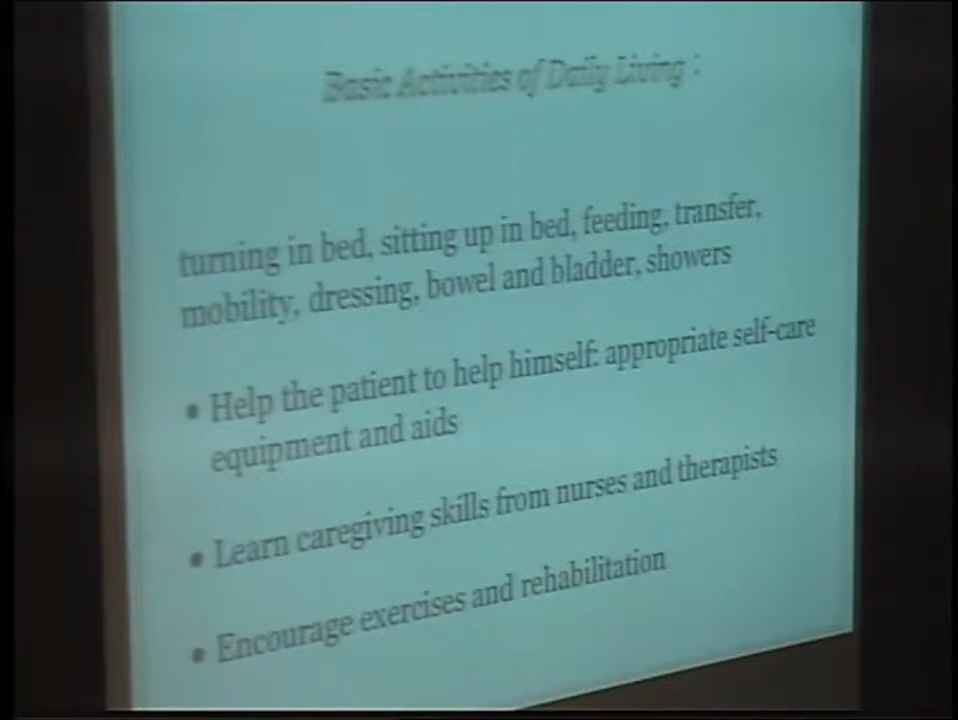 Basic Activities of Daily Living :
turning in bed, sitting up in bed, feeding, transfer,
mobility, dressing, bowel and bladder, showers
• Help the patient to help himself: appropriate self-care
equipment and aids
• Learn caregiving skills from nurses and therapists
• Encourage exercises and rehabilitation